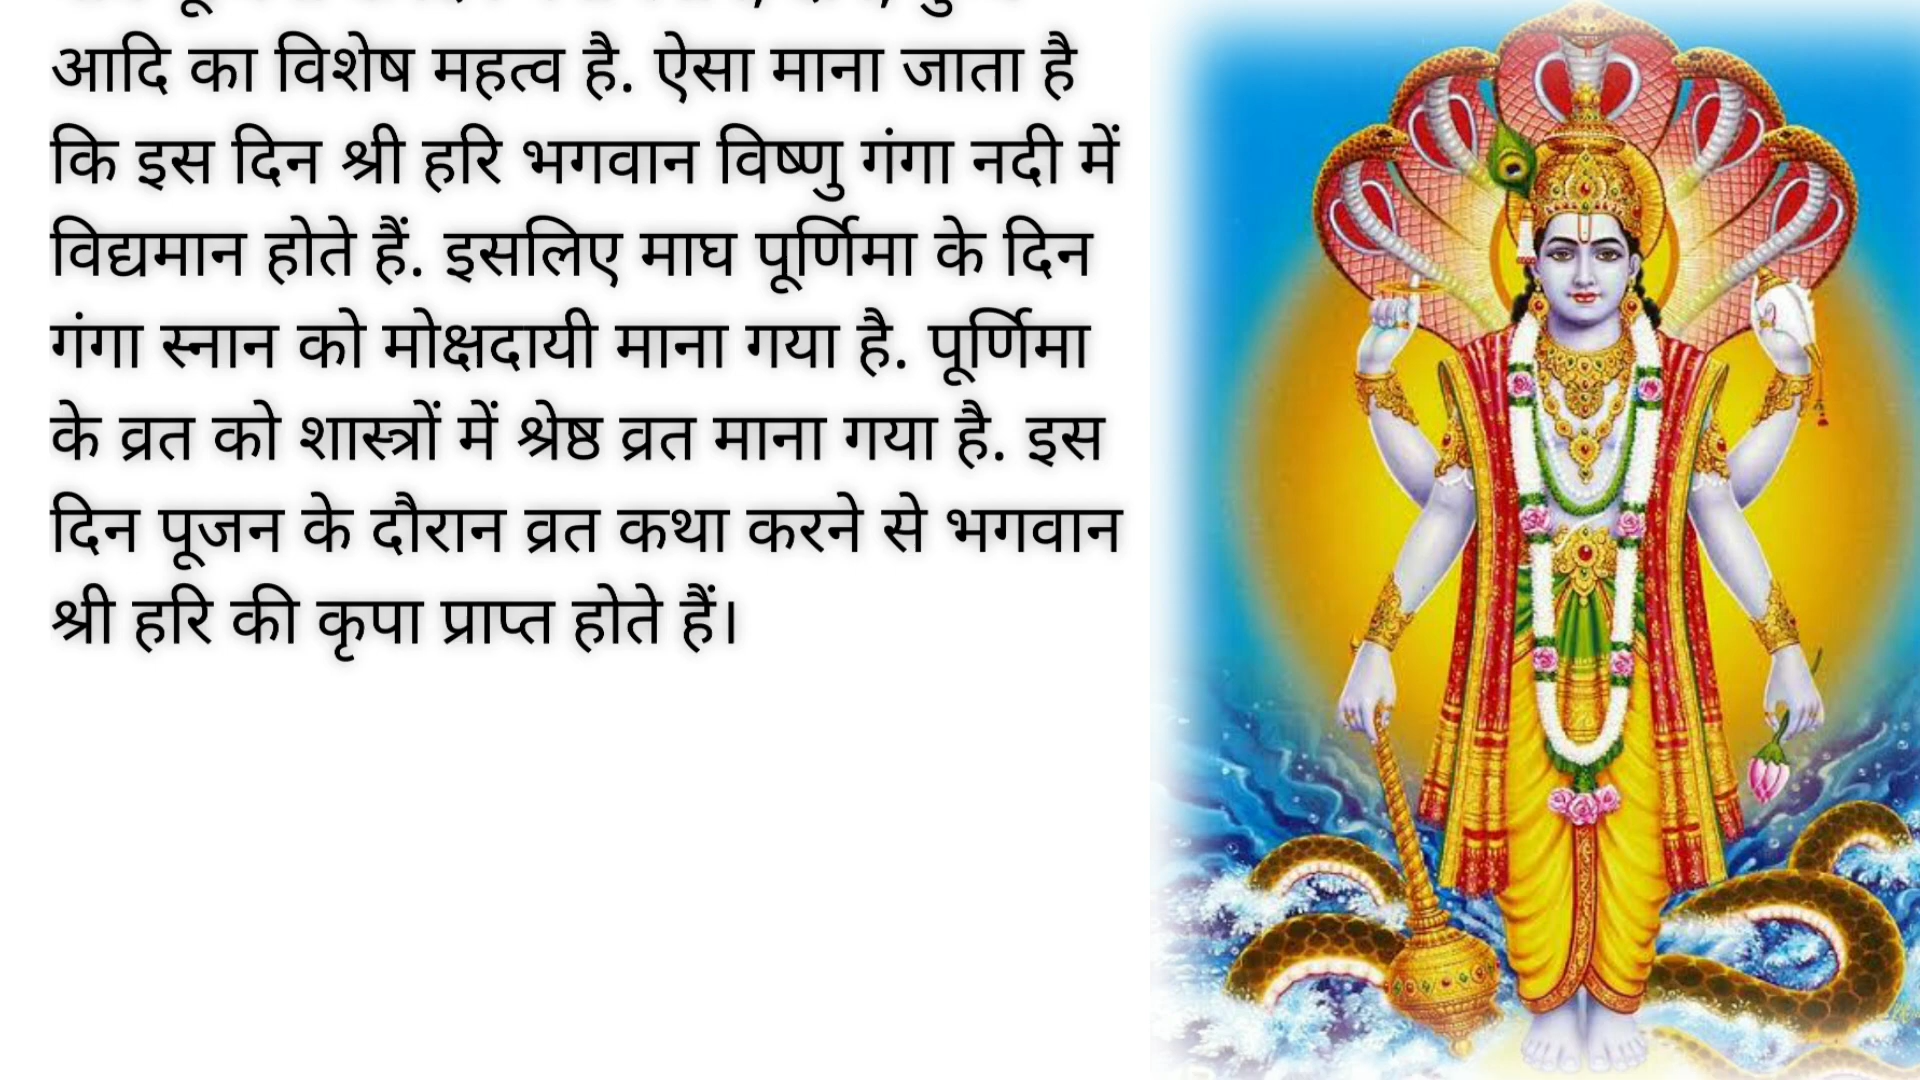 आदि का विशेष महत्व है. ऐसा माना जाता है
कि इस दिन श्री हरि भगवान विष्णु गंगा नदी में
विद्यमान होते हैं. इसलिए माघ पूर्णिमा के दिन
गंगा स्नान को मोक्षदायी माना गया है. पूर्णिमा
के व्रत को शास्त्रों में श्रेष्ठ व्रत माना गया है. इस
दिन पूजन के दौरान व्रत कथा करने से भगवान
श्री हरि की कृपा प्राप्त होते हैं।